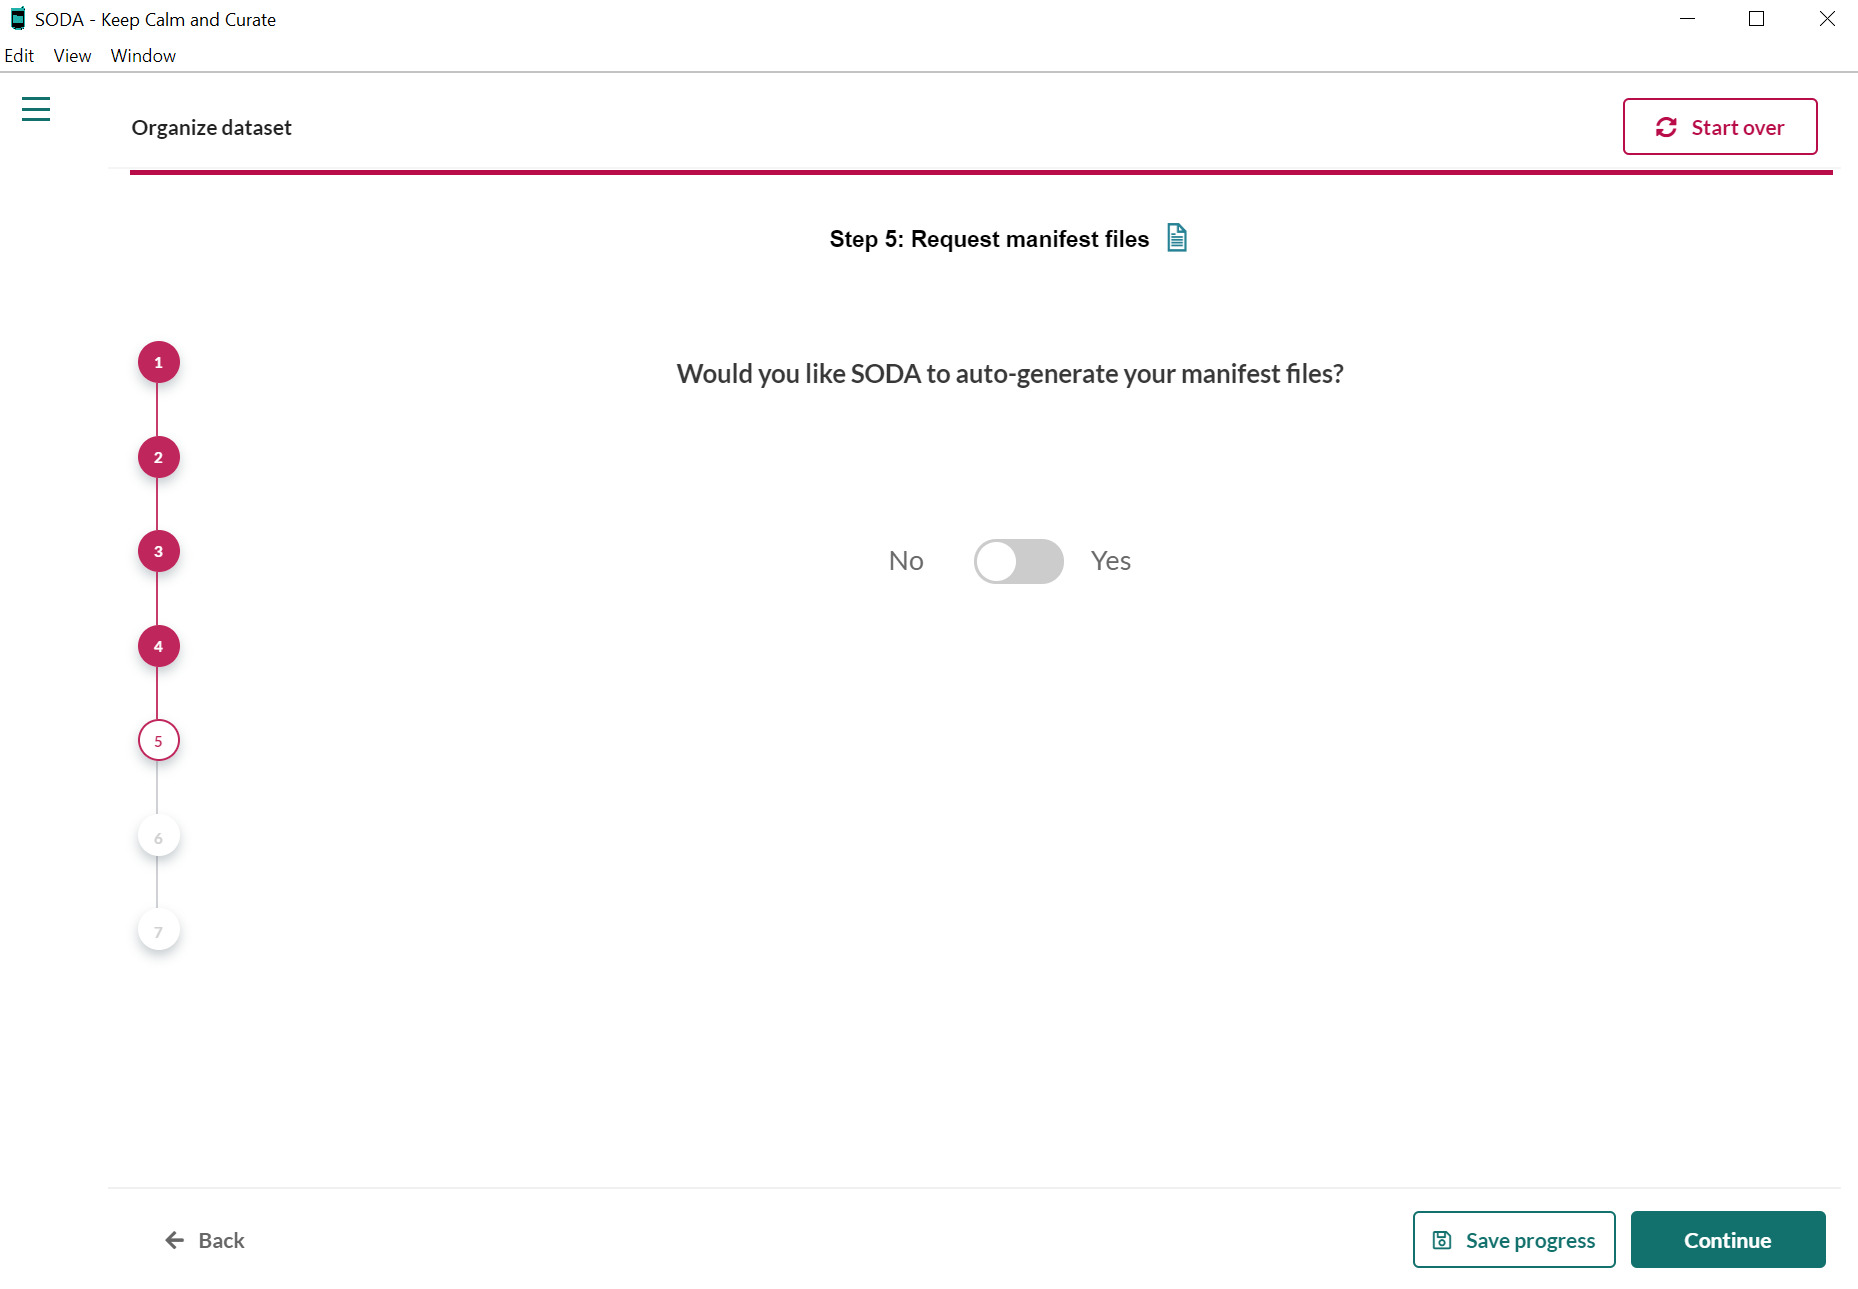 SODA - Keep Calm and Curate
Edit View Window
Organize dataset
Start over
Step 5: Request manifest files
1
Would you like SODA to auto-generate your manifest files?
2
3
No Yes
4
5
6
7
Back
Save progress
Continue